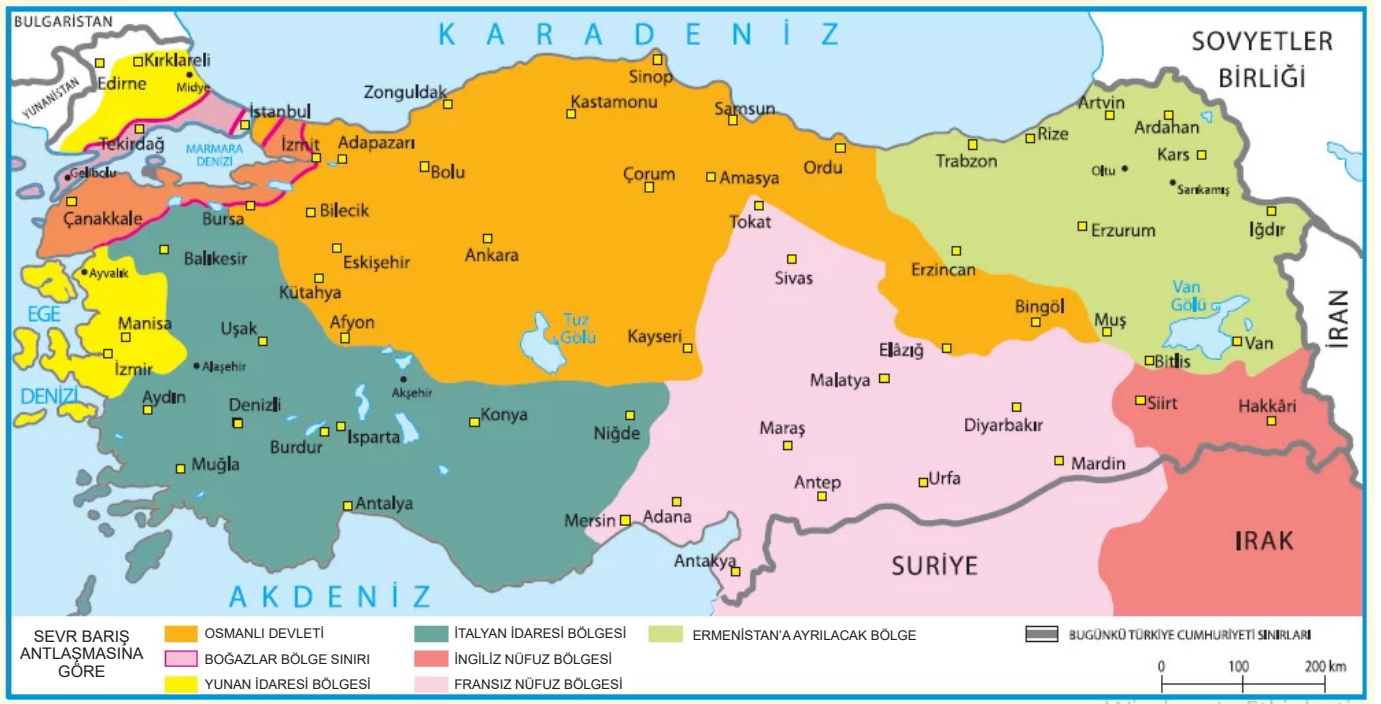 BULGARİSTAN
YUNANİSTAN
KARADENİZ
SOVYETLER
BİRLİĞİ
Kırklareli
Edirne
Midye
İstanbul
Tekirdağ
MARMARA
DENİZİ
Gelibolu
Çanakkale
İzmit
Adapazarı
Zonguldak
Bolu
Kastamonu
Sinop
Samsun
Çorum
Amasya
Ordu
Tokat
Trabzon
Rize
Artvin
Ardahan
Kars
Oltu
Sarıkamış
Iğdır
Erzurum
Erzincan
Bursa
Bilecik
Balıkesir
Eskişehir
Ankara
Kütahya
Sivas
Ayvalık
EGE
DENİZİ
Manisa
İzmir
Uşak
Afyon
Alaşehir
Akşehir
Tuz
Gölü
Kayseri
Bingöl
Muş
Van
Gölü
Van
Bitlis
Elâzığ
Malatya
İRAN
Aydın
Denizli
Burdur
Isparta
Konya
Niğde
Maraş
Diyarbakır
Siirt
Hakkâri
Muğla
Antalya
Mersin
Adana
Antep
Urfa
Mardin
Antakya
SURİYE
IRAK
AKDENİZ
SEVR BARIŞ
ANTLAŞMASINA
GÖRE
OSMANLI DEVLETİ
BOĞAZLAR BÖLGE SINIRI
YUNAN İDARESİ BÖLGESİ
İTALYAN İDARESİ BÖLGESİ
İNGİLİZ NÜFUZ BÖLGESİ
FRANSIZ NÜFUZ BÖLGESİ
ERMENİSTAN'A AYRILACAK BÖLGE
BUGÜNKÜ TÜRKİYE CUMHURİYETİ SINIRLARI
0 100 200 km